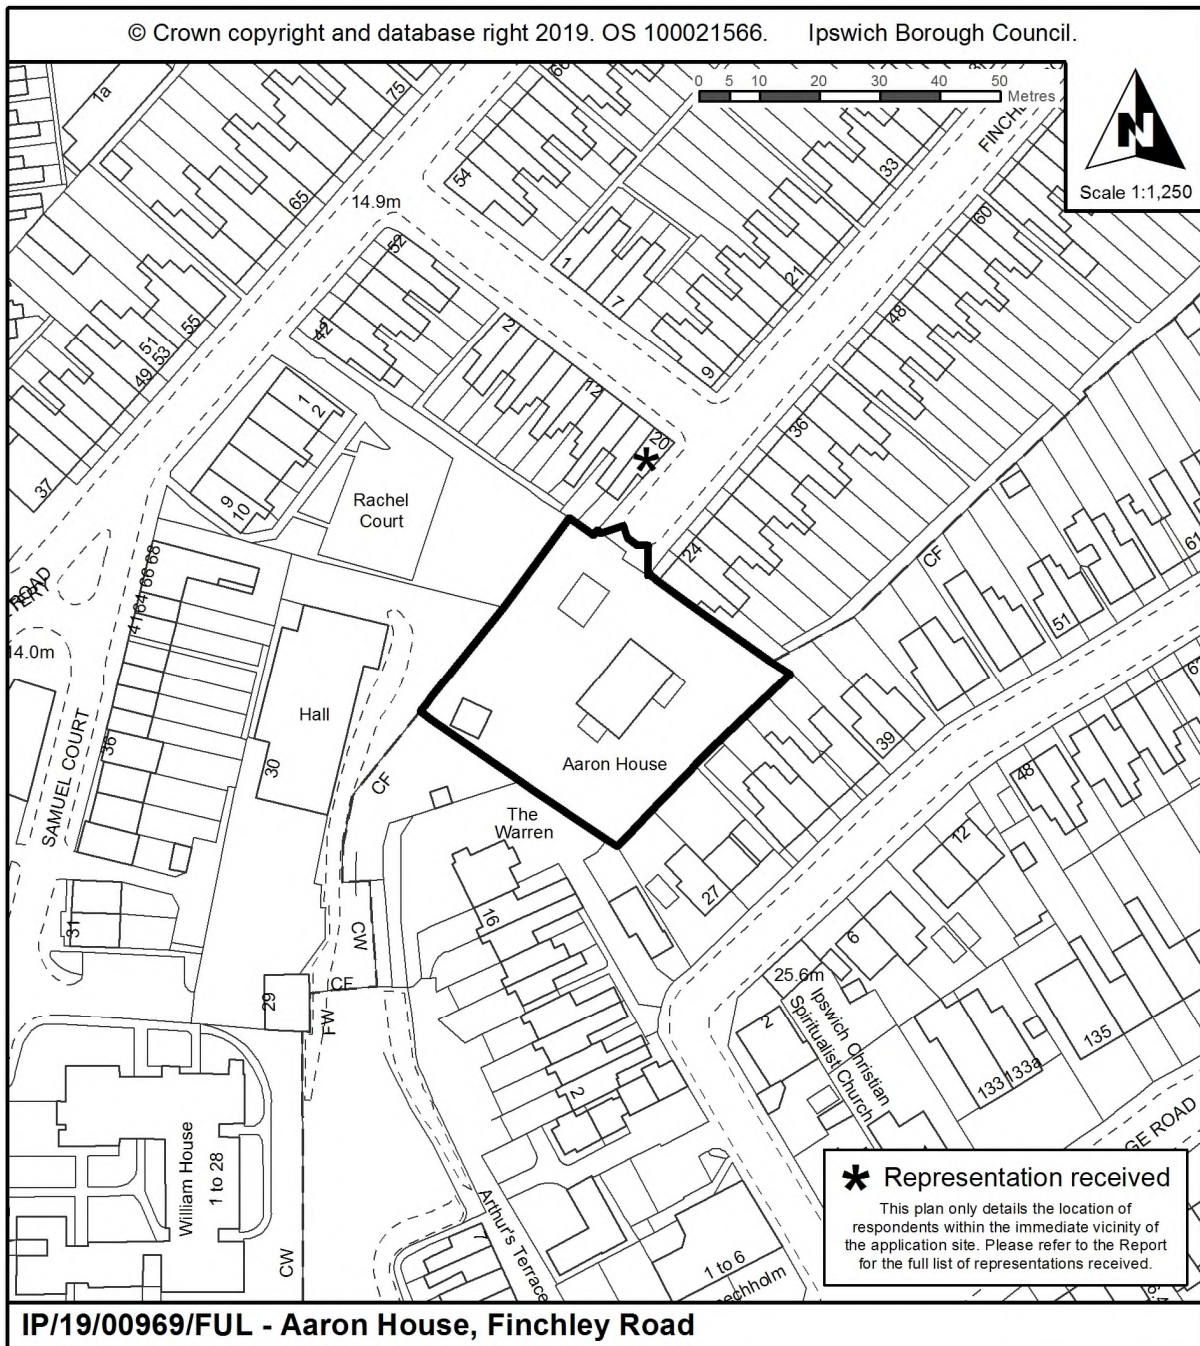 © Crown copyright and database right 2019. OS 100021566. Ipswich Borough Council.
0 5 10 20 30 40 50
Metres
N
Scale 1:1,250
1a
75
60
54
65
14.9m
33
FINCH
60
52
1
7
21
48
42
2
55
51
53
49
12
9
36
20
1
2
37
9
10
Rachel
Court
24
CF
61
68
66
64
41
ROAD
14.0m
51
Hall
30
36
SAMUEL COURT
39
Aaron House
CF
The
Warren
48
12
27
16
31
CW
6
25.6m
CF
29
FW
2
Ipswich Christian
Spiritualist Church
135
133
133a
2
William House
1 to 28
GE ROAD
CW
Arthur's Terrace
7
1 to 6
echholm
* Representation received
This plan only details the location of
respondents within the immediate vicinity of
the application site. Please refer to the Report
for the full list of representations received.
IP/19/00969/FUL - Aaron House, Finchley Road